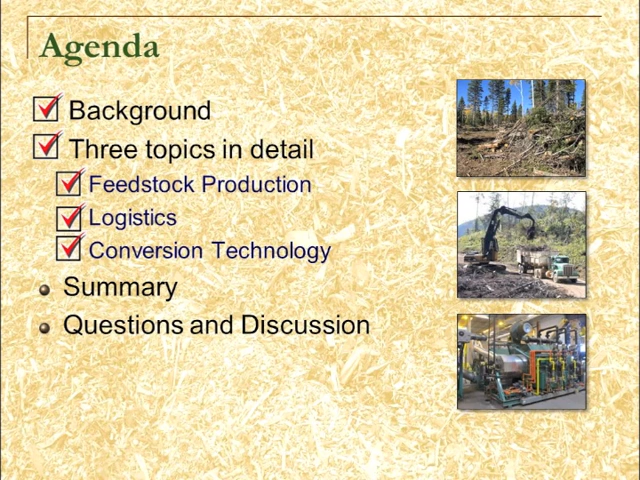 Agenda
Background
Three topics in detail
Feedstock Production
Logistics
Conversion Technology
Summary
Questions and Discussion